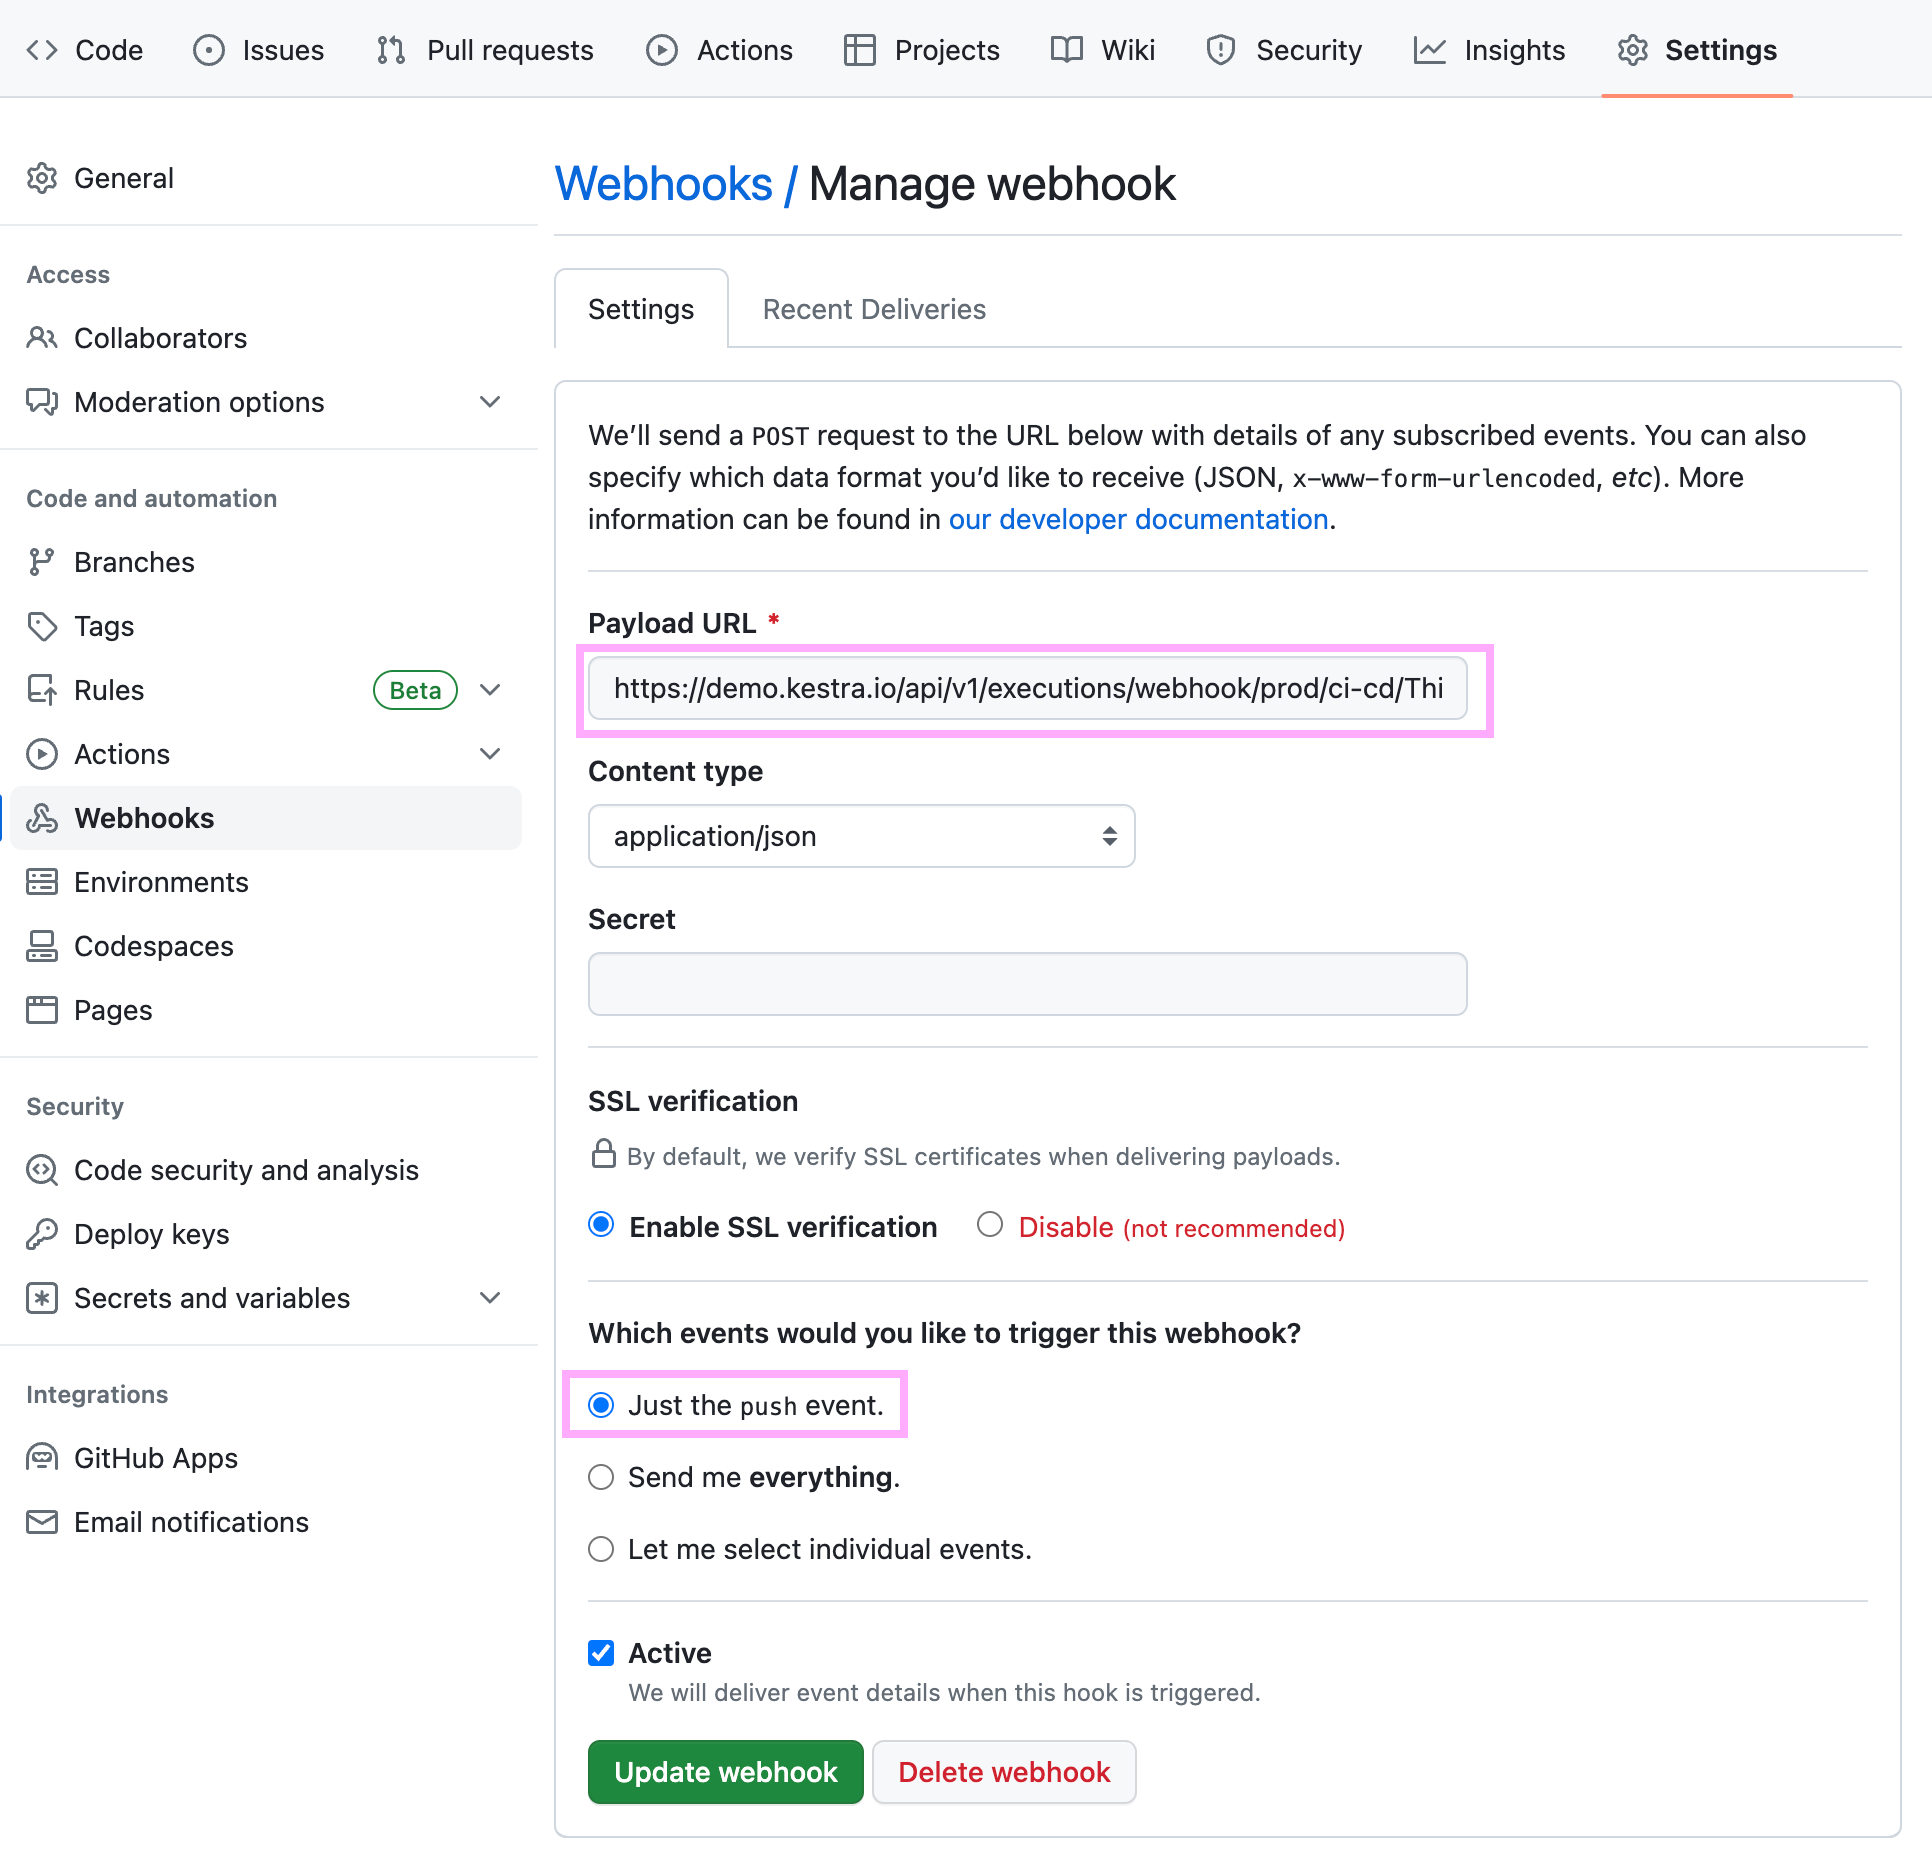 Code Issues Pull requests Actions Projects Wiki Security Insights Settings
General
Access
Collaborators
Moderation options
Code and automation
Branches
Tags
Rules Beta
Actions
Webhooks
Environments
Codespaces
Pages
Security
Code security and analysis
Deploy keys
Secrets and variables
Integrations
GitHub Apps
Email notifications
Webhooks / Manage webhook
Settings Recent Deliveries
We’ll send a POST request to the URL below with details of any subscribed events. You can also
specify which data format you’d like to receive (JSON, x-www-form-urlencoded, etc). More
information can be found in our developer documentation.
Payload URL *
https://demo.kestra.io/api/v1/executions/webhook/prod/ci-cd/Thi
Content type
application/json
Secret
SSL verification
By default, we verify SSL certificates when delivering payloads.
Enable SSL verification Disable (not recommended)
Which events would you like to trigger this webhook?
Just the push event.
Send me everything.
Let me select individual events.
Active
We will deliver event details when this hook is triggered.
Update webhook Delete webhook